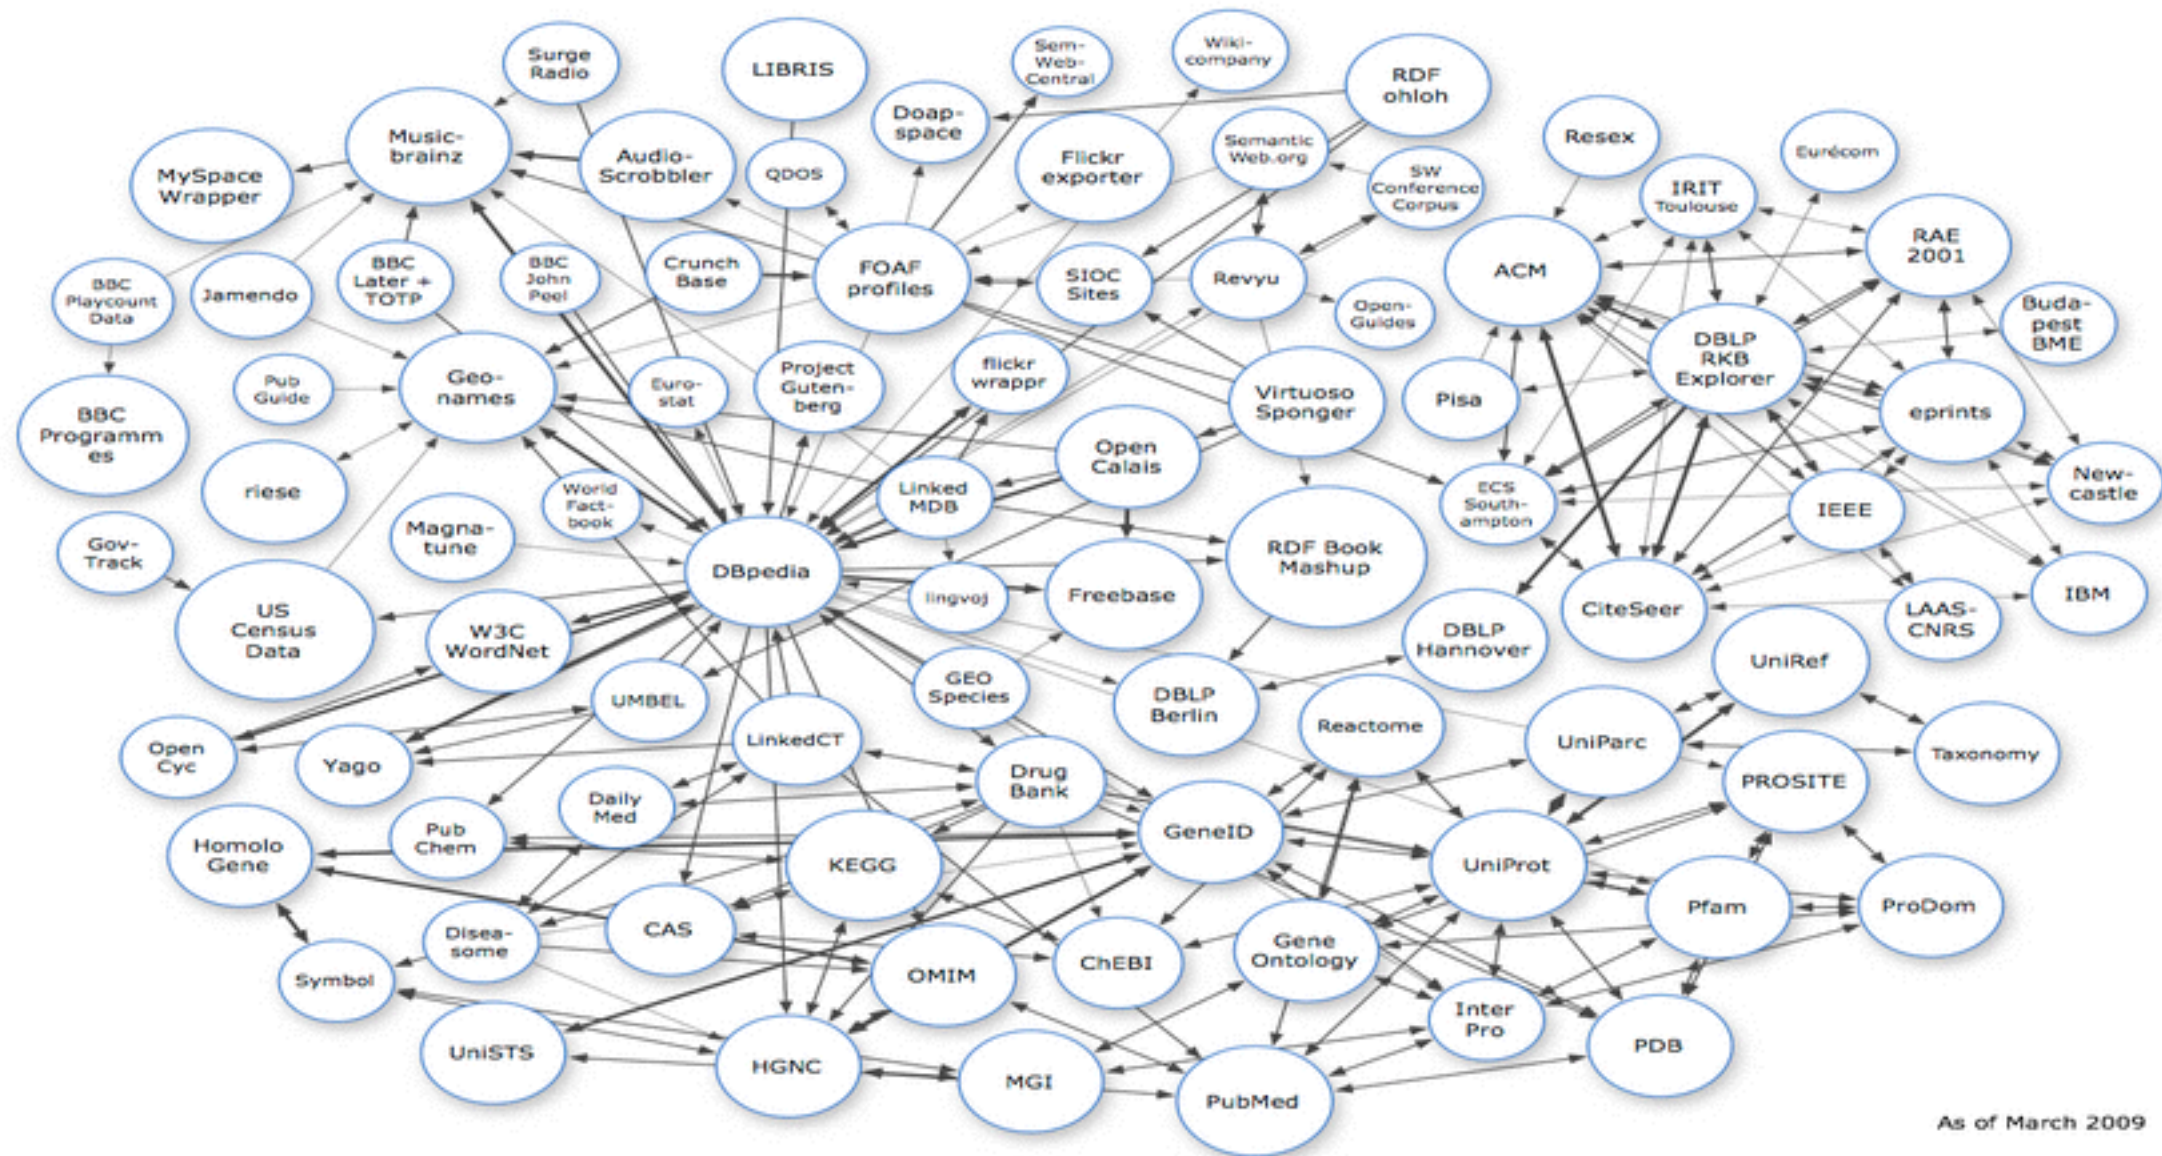 Surge
Radio
LIBRIS
Sem-
Web-
Central
Wiki-
company
RDF
ohloh
Doap-
space
Music-
brainz
MySpace
Wrapper
Audio-
Scrobbler
QDOS
Flickr
exporter
Semantic
Web.org
SW
Conference
Corpus
Resex
Eurécom
IRIT
Toulouse
RAE
2001
ACM
BBC
Playcount
Data
Jamendo
BBC
Later +
TOTP
BBC
John
Peel
Crunch
Base
FOAF
profiles
SIOC
Sites
Revyu
Open-
Guides
Buda-
pest
BME
DBLP
RKB
Explorer
Pub
Guide
Geo-
names
Euro-
stat
Project
Guten-
berg
flickr
wrappr
Virtuoso
Sponger
Pisa
eprints
BBC
Programm
es
riese
Open
Calais
World
Fact-
book
Linked
MDB
ECS
South-
ampton
IEEE
New-
castle
Gov-
Track
Magna-
tune
DBpedia
RDF Book
Mashup
lingvoj
Freebase
CiteSeer
IBM
US
Census
Data
W3C
WordNet
DBLP
Hannover
LAAS-
CNRS
UniRef
UMBEL
GEO
Species
DBLP
Berlin
Reactome
UniParc
Taxonomy
Open
Cyc
Yago
LinkedCT
Drug
Bank
PROSITE
Daily
Med
Pub
Chem
Homolo
Gene
KEGG
GeneID
UniProt
Pfam
ProDom
Disea-
some
CAS
Symbol
OMIM
ChEBI
Gene
Ontology
Inter
Pro
PDB
UniSTS
HGNC
MGI
PubMed
As of March 2009